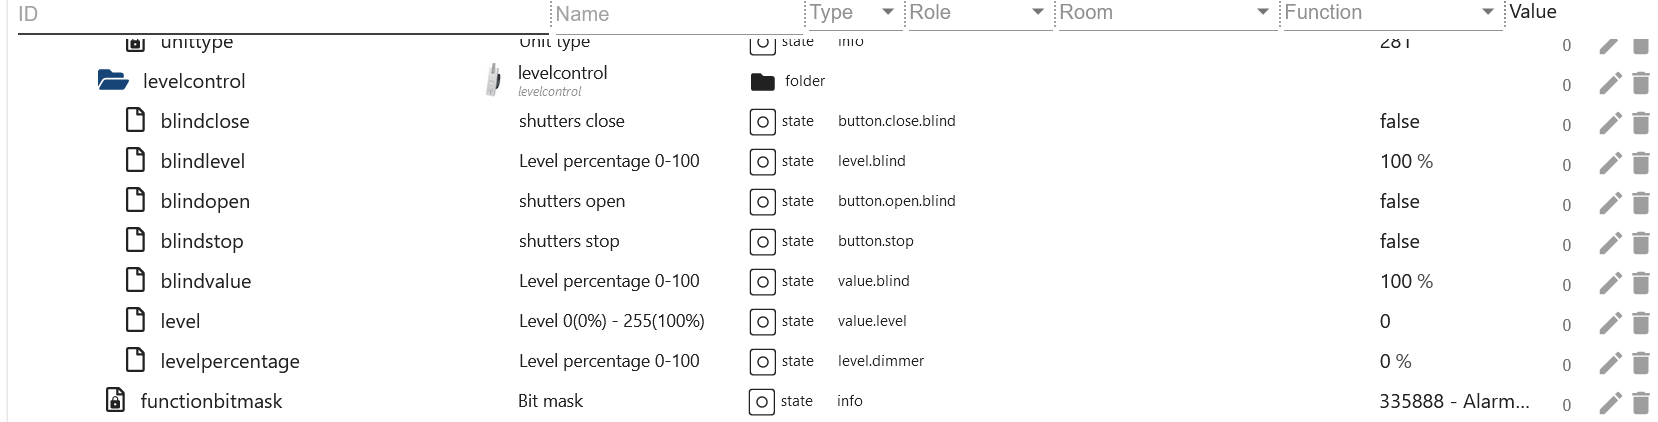 ID Name Type Role Room Function Value
unittype Unit type state info 281 0
levelcontrol levelcontrol folder 0
levelcontrol
blindclose shutters close state button.close.blind false 0
blindlevel Level percentage 0-100 state level.blind 100 % 0
blindopen shutters open state button.open.blind false 0
blindstop shutters stop state button.stop false 0
blindvalue Level percentage 0-100 state value.blind 100 % 0
level Level 0(0%) - 255(100%) state value.level 0 0
levelpercentage Level percentage 0-100 state level.dimmer 0 % 0
functionbitmask Bit mask state info 335888 - Alarm... 0